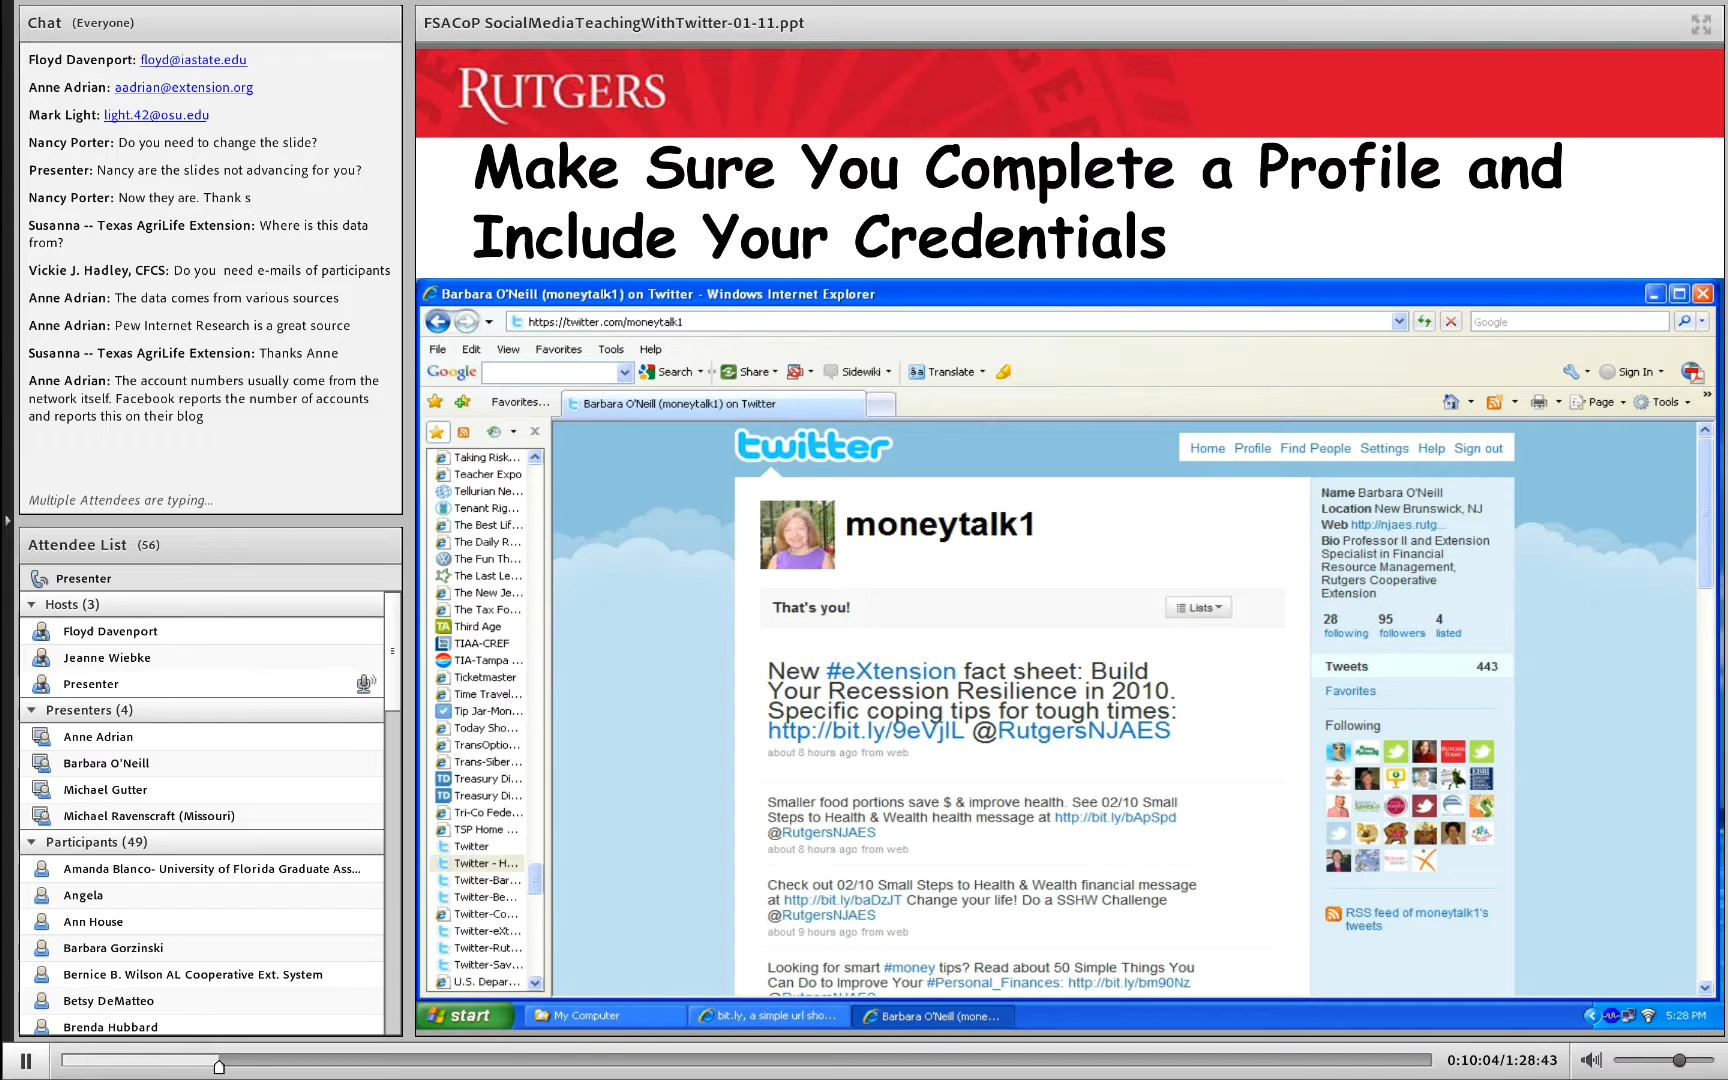 Chat (Everyone)
Floyd Davenport: floyd@iastate.edu
Anne Adrian: aadrian@extension.org
Mark Light: light.42@osu.edu
Nancy Porter: Do you need to change the slide?
Presenter: Nancy are the slides not advancing for you?
Nancy Porter: Now they are. Thank s
Susanna -- Texas AgriLife Extension: Where is this data
from?
Vickie J. Hadley, CFCS: Do you need e-mails of participants
Anne Adrian: The data comes from various sources
Anne Adrian: Pew Internet Research is a great source
Susanna -- Texas AgriLife Extension: Thanks Anne
Anne Adrian: The account numbers usually come from the
network itself. Facebook reports the number of accounts
and reports this on their blog
Multiple Attendees are typing...
Attendee List (56)
Presenter
Hosts (3)
Floyd Davenport
Jeanne Wiebke
Presenter
Presenters (4)
Anne Adrian
Barbara O'Neill
Michael Gutter
Michael Ravenscraft (Missouri)
Participants (49)
Amanda Blanco- University of Florida Graduate Ass...
Angela
Ann House
Barbara Gorzinski
Bernice B. Wilson AL Cooperative Ext. System
Betsy DeMatteo
Brenda Hubbard
FSACoP SocialMediaTeachingWithTwitter-01-11.ppt
RUTGERS
Make Sure You Complete a Profile and
Include Your Credentials
Barbara O'Neill (moneytalk1) on Twitter - Windows Internet Explorer
https://twitter.com/moneytalk1
Google
File Edit View Favorites Tools Help
Google Search Share Sidewiki Translate Sign In
Favorites... Barbara O'Neill (moneytalk1) on Twitter Page Tools
Taking Risk...
Teacher Expo
Tellurian Ne...
Tenant Rig...
The Best Lif...
The Daily R...
The Fun Th...
The Last Le...
The New Je...
The Tax Fo...
TA Third Age
TIAA-CREF
TIA-Tampa ...
Ticketmaster
Time Travel...
Tip Jar-Mon...
Today Sho...
TransOptio...
Trans-Siber...
TD Treasury Di...
TD Treasury Di...
Tri-Co Fede...
TSP Home ...
Twitter
Twitter - H...
Twitter-Bar...
Twitter-Be...
Twitter-Co...
Twitter-eXt...
Twitter-Rut...
Twitter-Sav...
U.S. Depar...
twitter
Home Profile Find People Settings Help Sign out
moneytalk1
That's you!
Lists
New #eXtension fact sheet: Build
Your Recession Resilience in 2010.
Specific coping tips for tough times:
http://bit.ly/9eVjlL @RutgersNJAES
about 8 hours ago from web
Smaller food portions save $ & improve health. See 02/10 Small
Steps to Health & Wealth health message at http://bit.ly/bApSpd
@RutgersNJAES
about 8 hours ago from web
Check out 02/10 Small Steps to Health & Wealth financial message
at http://bit.ly/baDzJT Change your life! Do a SSHW Challenge
@RutgersNJAES
about 9 hours ago from web
Looking for smart #money tips? Read about 50 Simple Things You
Can Do to Improve Your #Personal_Finances: http://bit.ly/bm90Nz
Name Barbara O'Neill
Location New Brunswick, NJ
Web http://njaes.rutg...
Bio Professor II and Extension
Specialist in Financial
Resource Management,
Rutgers Cooperative
Extension
28 95 4
following followers listed
Tweets 443
Favorites
Following
RSS feed of moneytalk1's
tweets
start My Computer bit.ly, a simple url sho... Barbara O'Neill (mone... 5:28 PM
0:10:04/1:28:43